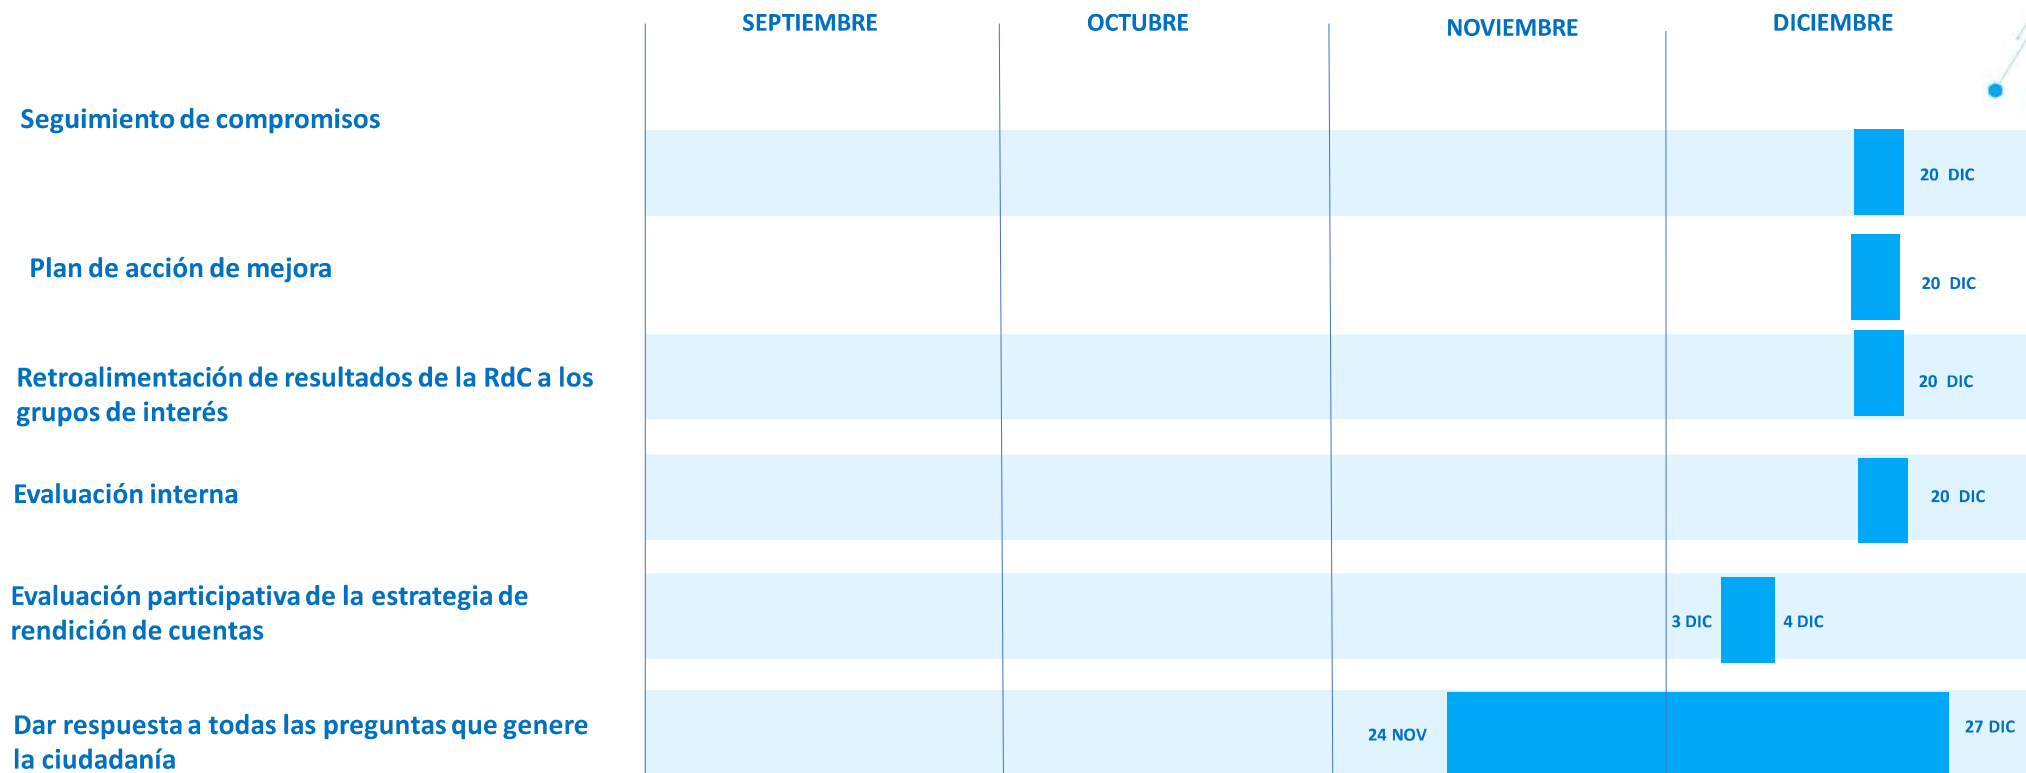 SEPTIEMBRE
OCTUBRE
NOVIEMBRE
DICIEMBRE
Seguimiento de compromisos
20 DIC
Plan de acción de mejora
20 DIC
Retroalimentación de resultados de la RdC a los
grupos de interés
20 DIC
Evaluación interna
20 DIC
Evaluación participativa de la estrategia de
rendición de cuentas
3 DIC
4 DIC
Dar respuesta a todas las preguntas que genere
la ciudadanía
24 NOV
27 DIC